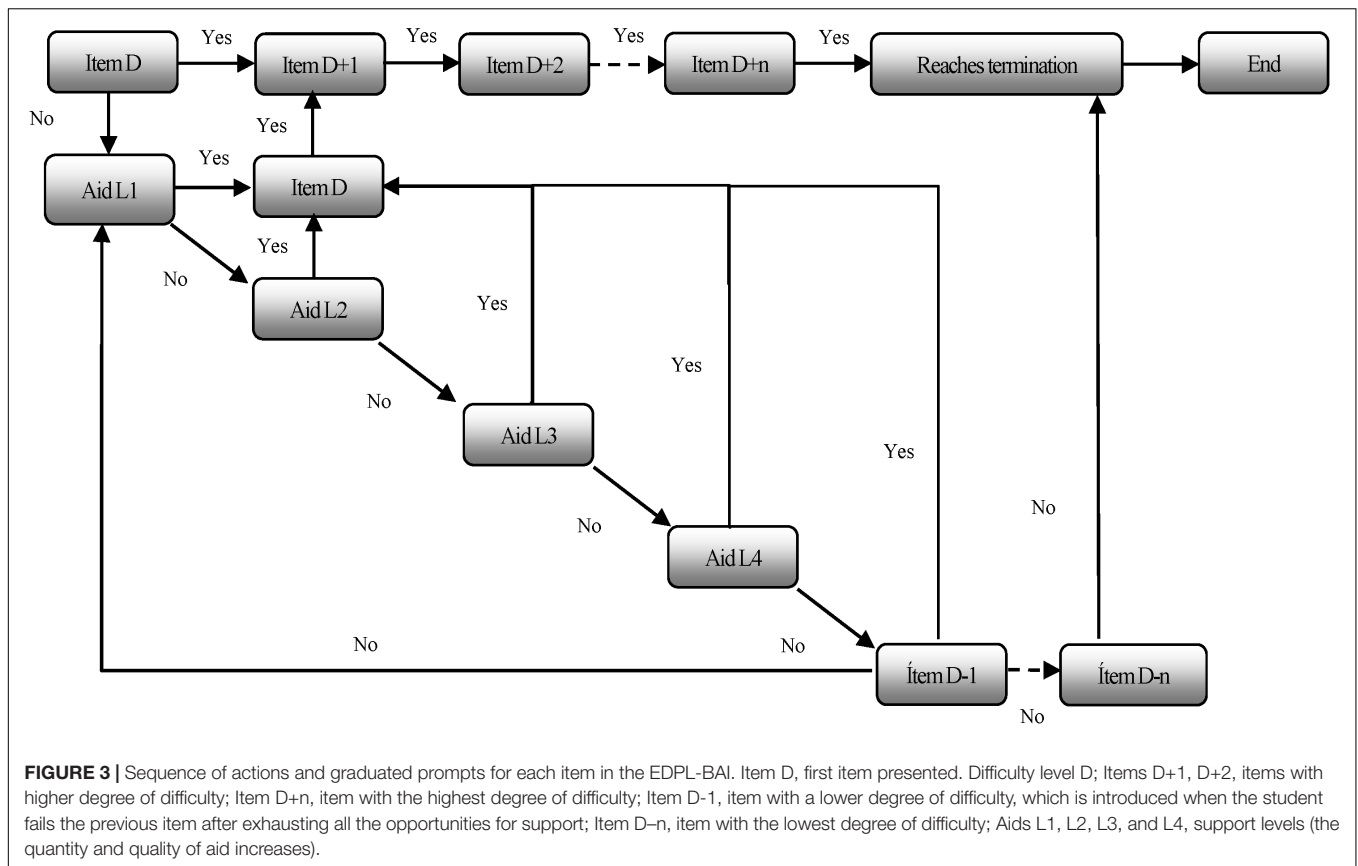 Yes Yes Yes Yes
Item D Item D+1 Item D+2 Item D+n Reaches termination End
No Yes
Yes
Aid L1 Item D
Yes
No
Aid L2 Yes
Yes
No
Aid L3 Yes
No No
Aid L4
No No
Ítem D-1 Ítem D-n
No
FIGURE 3 | Sequence of actions and graduated prompts for each item in the EDPL-BAI. Item D, first item presented. Difficulty level D; Items D+1, D+2, items with
higher degree of difficulty; Item D+n, item with the highest degree of difficulty; Item D-1, item with a lower degree of difficulty, which is introduced when the student
fails the previous item after exhausting all the opportunities for support; Item D–n, item with the lowest degree of difficulty; Aids L1, L2, L3, and L4, support levels (the
quantity and quality of aid increases).